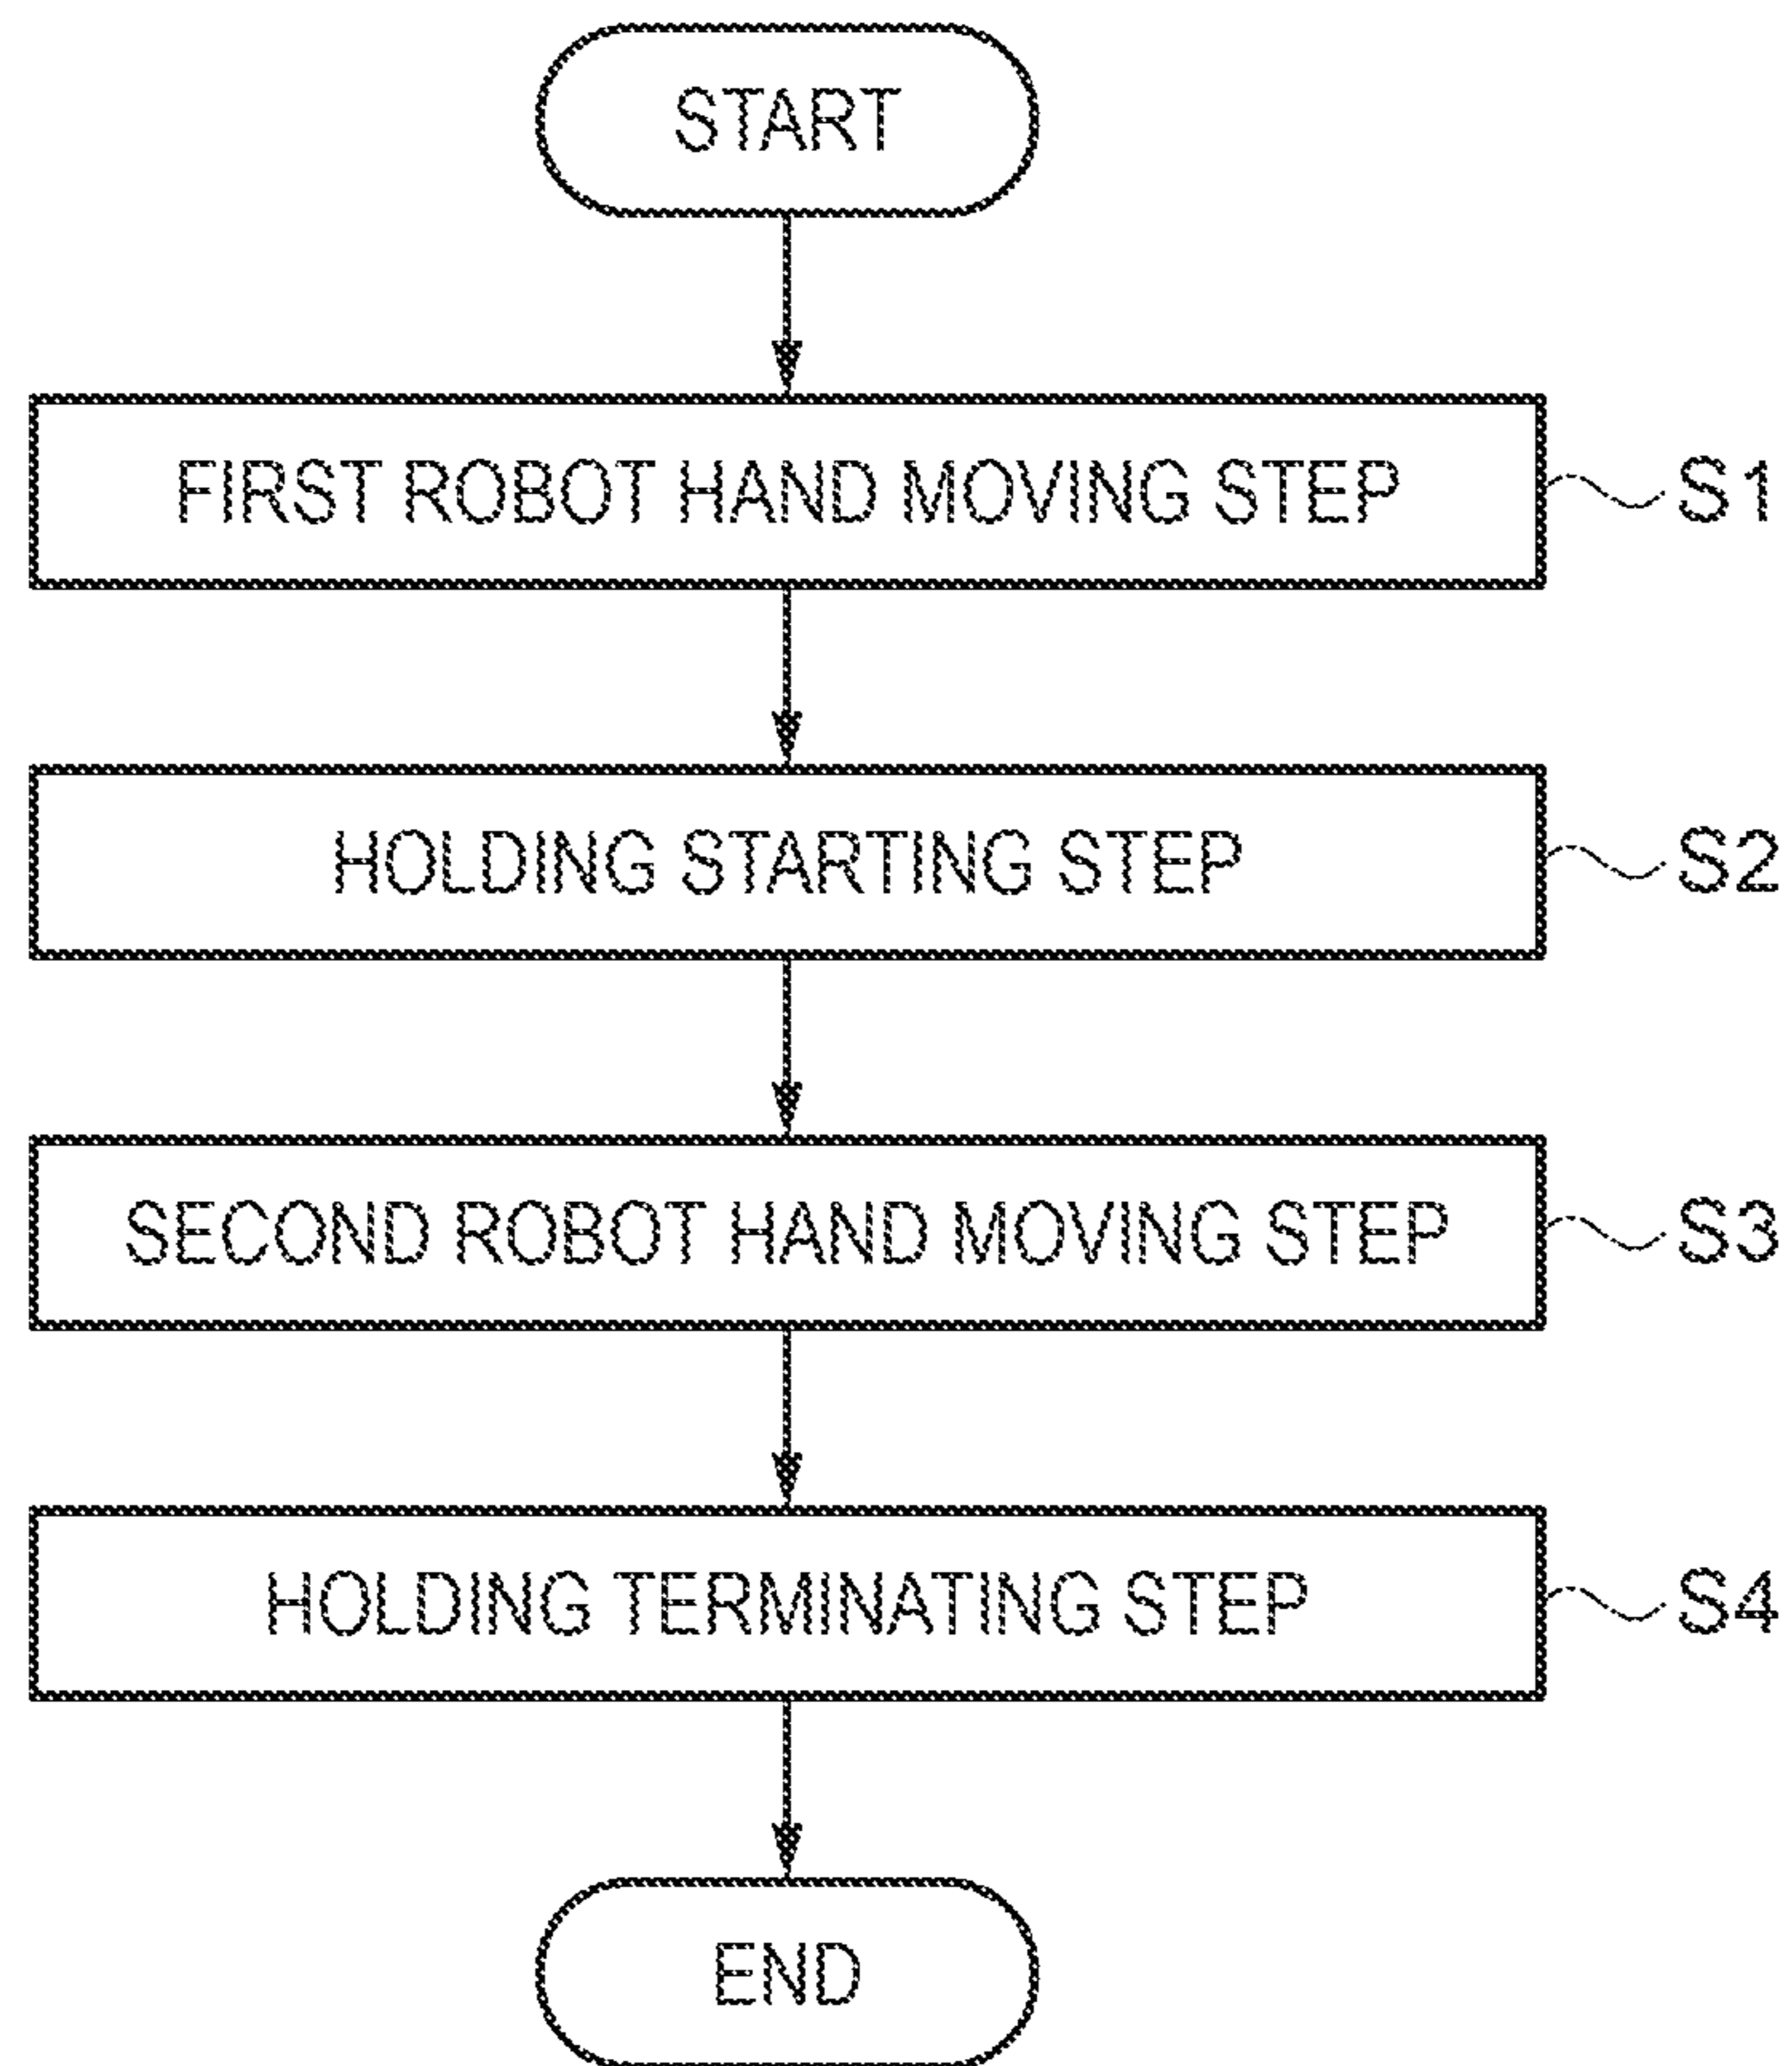 START
FIRST ROBOT HAND MOVING STEP S1
HOLDING STARTING STEP S2
SECOND ROBOT HAND MOVING STEP S3
HOLDING TERMINATING STEP S4
END